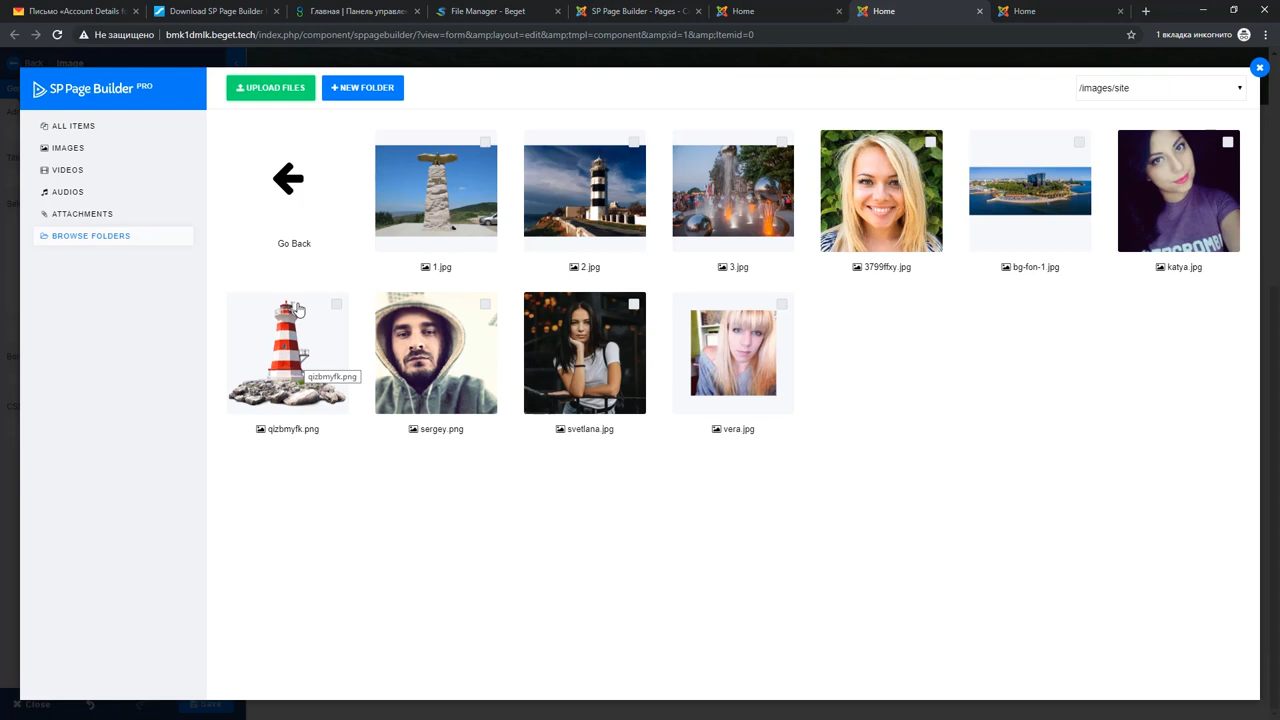 Письмо «Account Details f
Download SP Page Builder
Главная | Панель управле
File Manager - Beget
SP Page Builder - Pages - C
Home
Home
Home
Не защищено
bmk1dmlk.beget.tech/index.php/component/sppagebuilder/?view=form&amp;layout=edit&amp;tmpl=component&amp;id=1&amp;Itemid=0
1 вкладка инкогнито
Back Image
SP Page Builder PRO
UPLOAD FILES
NEW FOLDER
/images/site
ALL ITEMS
IMAGES
VIDEOS
AUDIOS
ATTACHMENTS
BROWSE FOLDERS
Go Back
1.jpg
2.jpg
3.jpg
3799ffxy.jpg
bg-fon-1.jpg
katya.jpg
qizbmyfk.png
qizbmyfk.png
sergey.png
svetlana.jpg
vera.jpg
Close
Save